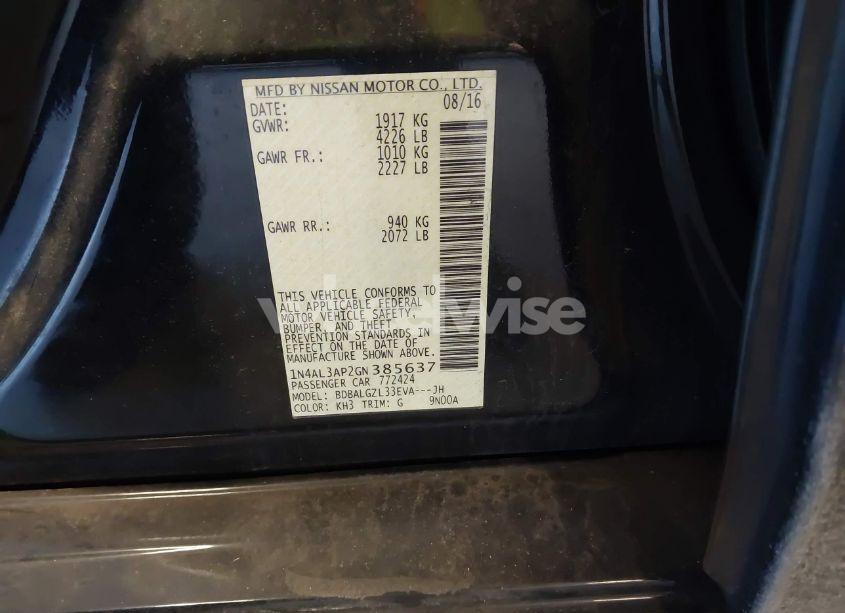 MFD BY NISSAN MOTOR CO., LTD.
DATE: 08/16
GVWR: 1917 KG
4226 LB
GAWR FR.: 1010 KG
2227 LB
GAWR RR.: 940 KG
2072 LB
THIS VEHICLE CONFORMS TO
ALL APPLICABLE FEDERAL
MOTOR VEHICLE SAFETY,
BUMPER, AND THEFT
PREVENTION STANDARDS IN
EFFECT ON THE DATE OF
MANUFACTURE SHOWN ABOVE.
1N4AL3AP2GN385637
PASSENGER CAR 772424
MODEL: BDBALGZL33EVA---JH
COLOR: KH3 TRIM: G 9N00A